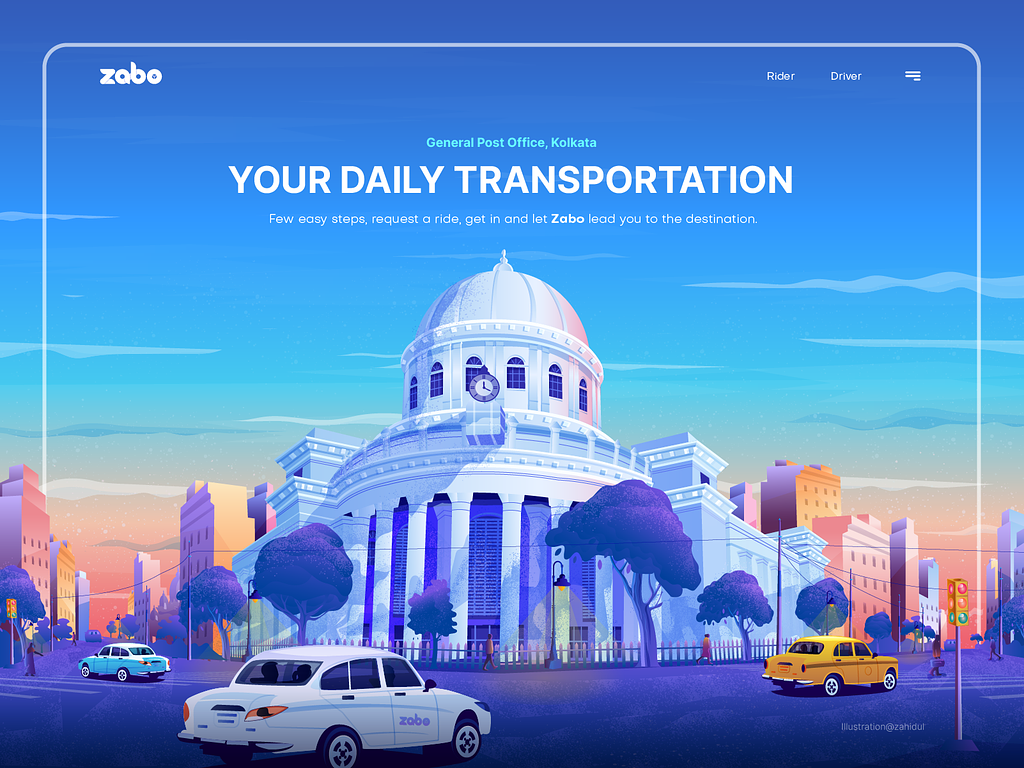 zabo
Rider
Driver
General Post Office, Kolkata
YOUR DAILY TRANSPORTATION
Few easy steps, request a ride, get in and let Zabo lead you to the destination.
zabo
Illustration@zahidul